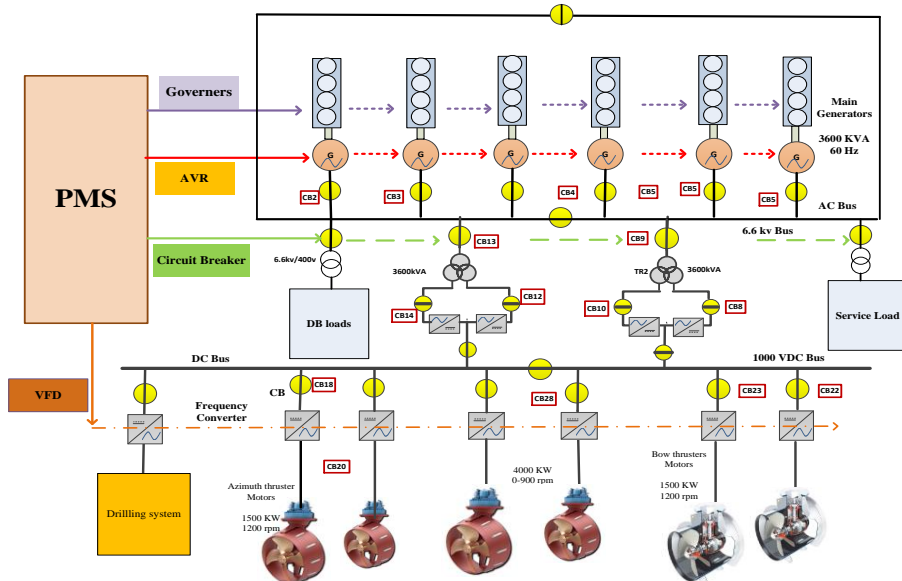 PMS
Governers
AVR
Circuit Breaker
VFD
Main
Generators
3600 KVA
60 Hz
G
G
G
G
G
G
CB2
CB3
CB4
CB5
CB5
CB5
AC Bus
6.6 kv Bus
6.6kv/400v
CB13
CB9
3600kVA
TR2
3600kVA
CB14
CB12
CB10
CB8
DB loads
Service Load
DC Bus
1000 VDC Bus
CB
CB18
CB28
CB23
CB22
Frequency
Converter
CB20
Drillling system
Azimuth thruster
Motors
1500 KW
1200 rpm
4000 KW
0-900 rpm
Bow thrusters
Motors
1500 KW
1200 rpm